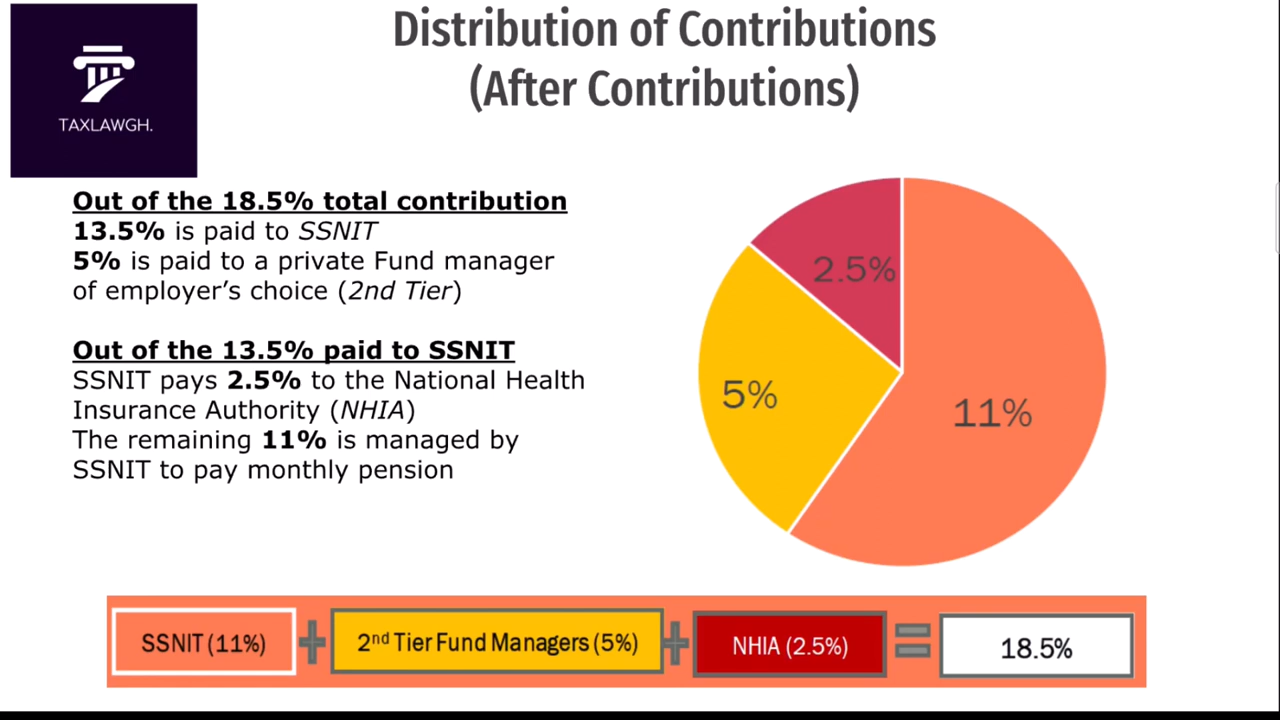 Distribution of Contributions
(After Contributions)
TAXLAWGH.
Out of the 18.5% total contribution
13.5% is paid to SSNIT
5% is paid to a private Fund manager
of employer’s choice (2nd Tier)
Out of the 13.5% paid to SSNIT
SSNIT pays 2.5% to the National Health
Insurance Authority (NHIA)
The remaining 11% is managed by
SSNIT to pay monthly pension
2.5%
5%
11%
SSNIT (11%) + 2nd Tier Fund Managers (5%) + NHIA (2.5%) = 18.5%